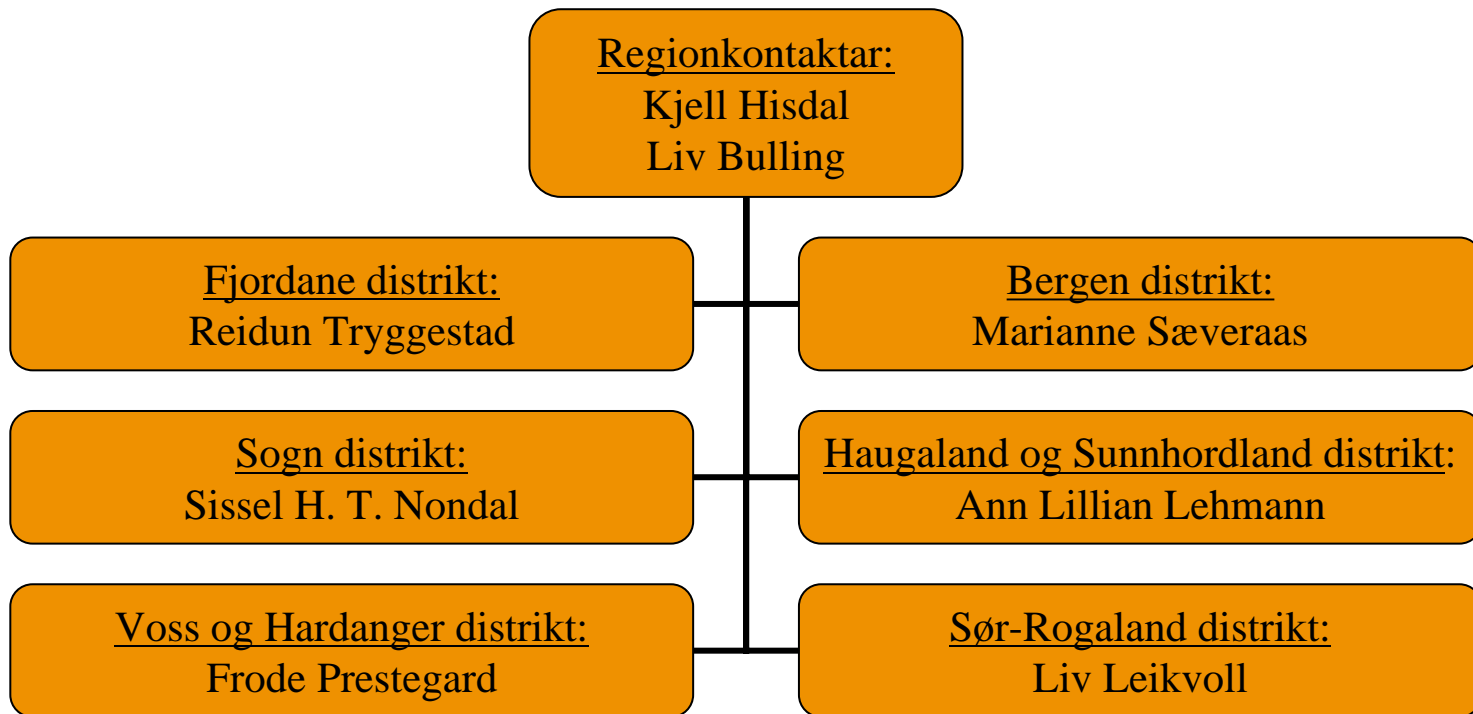 Regionkontaktar:
Kjell Hisdal
Liv Bulling
Fjordane distrikt:
Reidun Tryggestad
Bergen distrikt:
Marianne Sæveraas
Sogn distrikt:
Sissel H. T. Nondal
Haugaland og Sunnhordland distrikt:
Ann Lillian Lehmann
Voss og Hardanger distrikt:
Frode Prestegard
Sør-Rogaland distrikt:
Liv Leikvoll